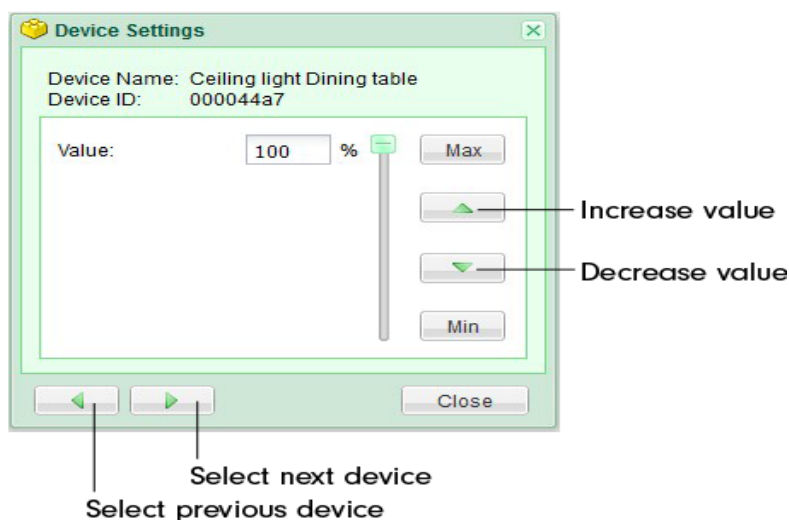 Device Settings
Device Name: Ceiling light Dining table
Device ID: 000044a7
Value: 100 % Max
Increase value
Decrease value
Min
Close
Select next device
Select previous device